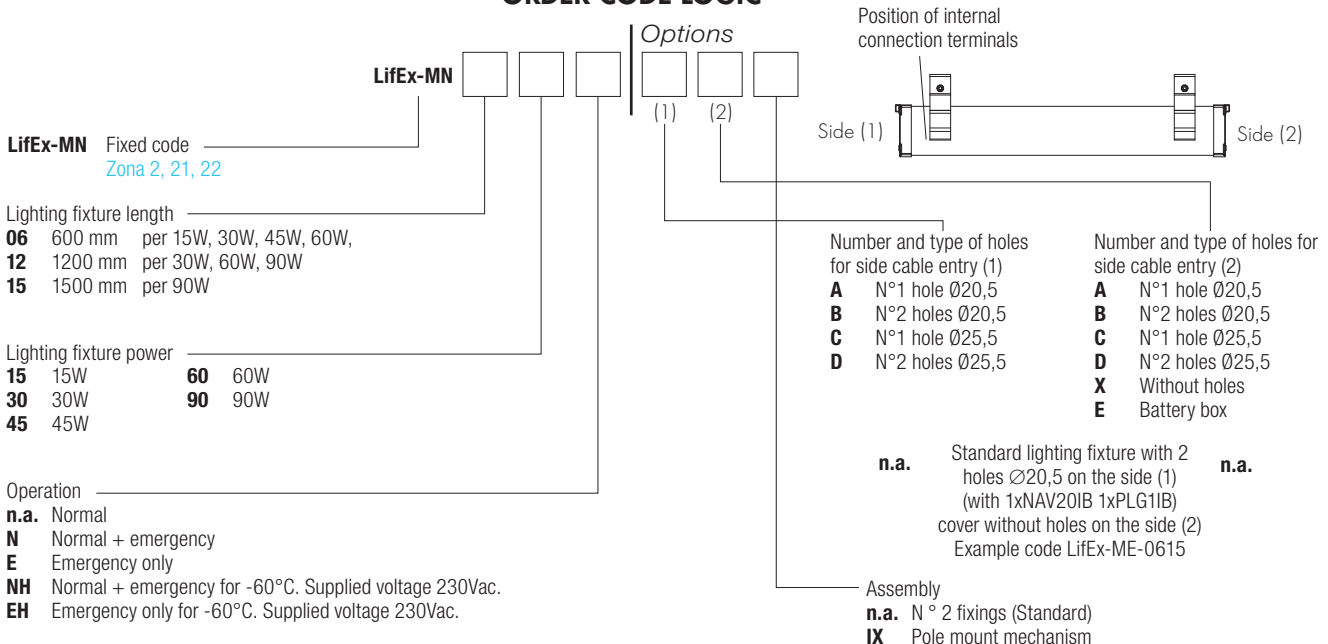 ORDER CODE LOGIC
Options
LifEx-MN
(1) (2)
Position of internal
connection terminals
Side (1)
Side (2)
LifEx-MN Fixed code
Zona 2, 21, 22
Lighting fixture length
06 600 mm per 15W, 30W, 45W, 60W,
12 1200 mm per 30W, 60W, 90W
15 1500 mm per 90W
Lighting fixture power
15 15W 60 60W
30 30W 90 90W
45 45W
Operation
n.a. Normal
N Normal + emergency
E Emergency only
NH Normal + emergency for -60°C. Supplied voltage 230Vac.
EH Emergency only for -60°C. Supplied voltage 230Vac.
Number and type of holes
for side cable entry (1)
A N°1 hole Ø20,5
B N°2 holes Ø20,5
C N°1 hole Ø25,5
D N°2 holes Ø25,5
Number and type of holes for
side cable entry (2)
A N°1 hole Ø20,5
B N°2 holes Ø20,5
C N°1 hole Ø25,5
D N°2 holes Ø25,5
X Without holes
E Battery box
n.a. Standard lighting fixture with 2 n.a.
holes ∅20,5 on the side (1)
(with 1xNAV20IB 1xPLG1IB)
cover without holes on the side (2)
Example code LifEx-ME-0615
Assembly
n.a. N ° 2 fixings (Standard)
IX Pole mount mechanism